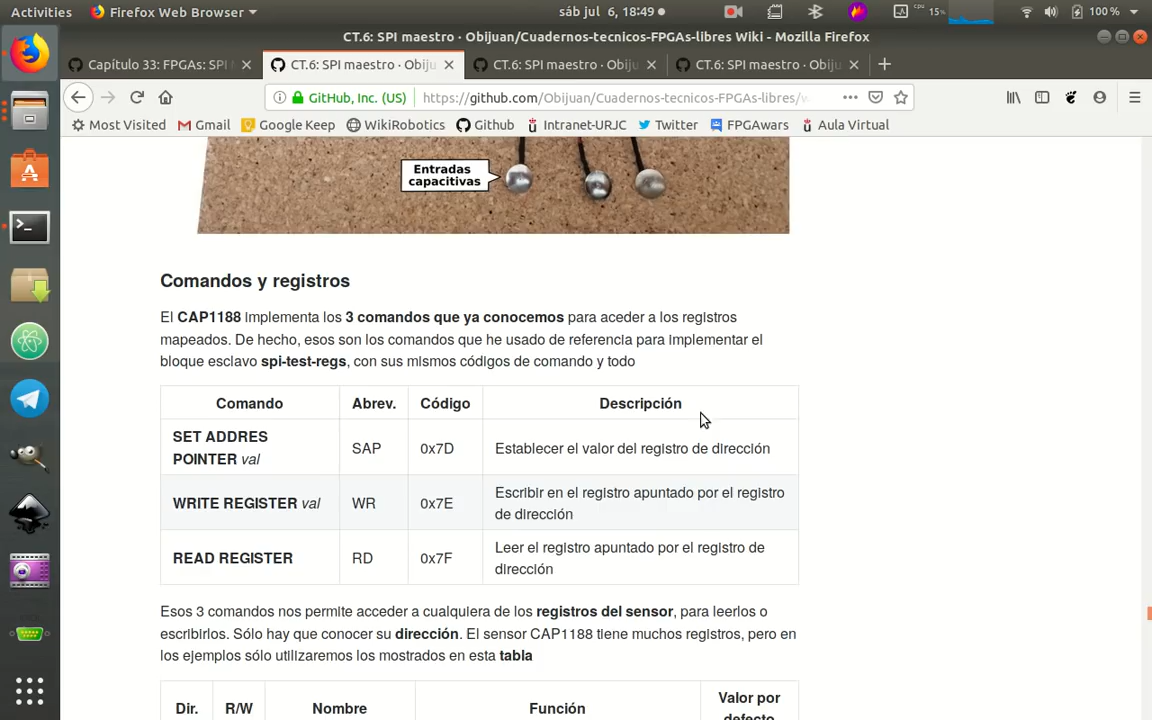 Activities Firefox Web Browser sáb jul 6, 18:49 cpu 15% 100 %
CT.6: SPI maestro · Obijuan/Cuadernos-tecnicos-FPGAs-libres Wiki - Mozilla Firefox
Capítulo 33: FPGAs: SPI CT.6: SPI maestro · Obiju CT.6: SPI maestro · Obiju CT.6: SPI maestro · Obiju
GitHub, Inc. (US) https://github.com/Obijuan/Cuadernos-tecnicos-FPGAs-libres/w
Most Visited Gmail Google Keep WikiRobotics Github Intranet-URJC Twitter FPGAwars Aula Virtual
Entradas
capacitivas
Comandos y registros
El CAP1188 implementa los 3 comandos que ya conocemos para aceder a los registros
mapeados. De hecho, esos son los comandos que he usado de referencia para implementar el
bloque esclavo spi-test-regs, con sus mismos códigos de comando y todo
Comando Abrev. Código Descripción
SET ADDRES
POINTER val SAP 0x7D Establecer el valor del registro de dirección
WRITE REGISTER val WR 0x7E Escribir en el registro apuntado por el registro
de dirección
READ REGISTER RD 0x7F Leer el registro apuntado por el registro de
dirección
Esos 3 comandos nos permite acceder a cualquiera de los registros del sensor, para leerlos o
escribirlos. Sólo hay que conocer su dirección. El sensor CAP1188 tiene muchos registros, pero en
los ejemplos sólo utilizaremos los mostrados en esta tabla
Dir. R/W Nombre Función Valor por
defecto